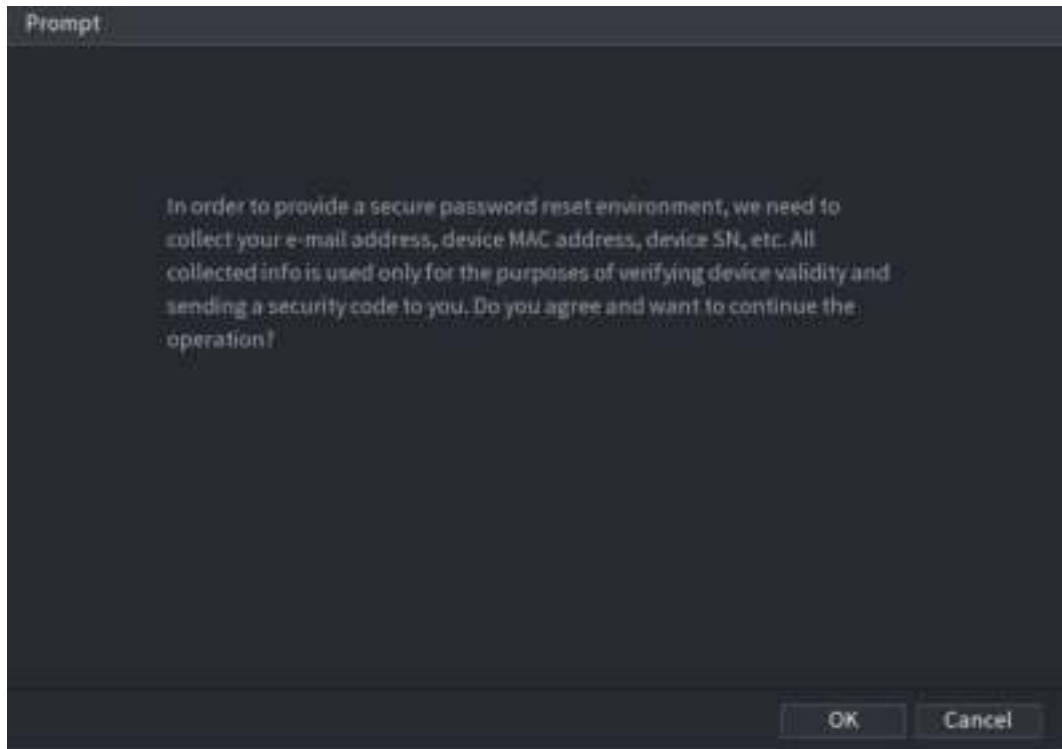 Prompt
In order to provide a secure password reset environment, we need to
collect your e-mail address, device MAC address, device SN, etc. All
collected info is used only for the purposes of verifying device validity and
sending a security code to you. Do you agree and want to continue the
operation?
OK
Cancel